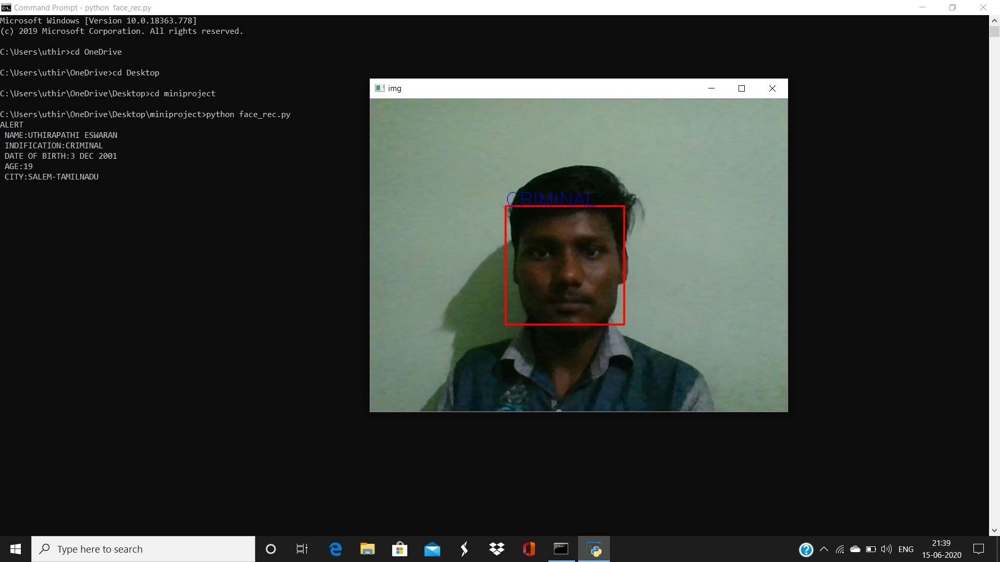 Command Prompt - python  face_rec.py
Microsoft Windows [Version 10.0.18363.778]
(c) 2019 Microsoft Corporation. All rights reserved.
C:\Users\uthir>cd OneDrive
C:\Users\uthir\OneDrive>cd Desktop
C:\Users\uthir\OneDrive\Desktop>cd miniproject
C:\Users\uthir\OneDrive\Desktop\miniproject>python face_rec.py
ALERT
NAME:UTHIRAPATHI ESWARAN
INDIFICATION:CRIMINAL
DATE OF BIRTH:3 DEC 2001
AGE:19
CITY:SALEM-TAMILNADU
img
CRIMINAL
Type here to search
ENG
21:39
15-06-2020